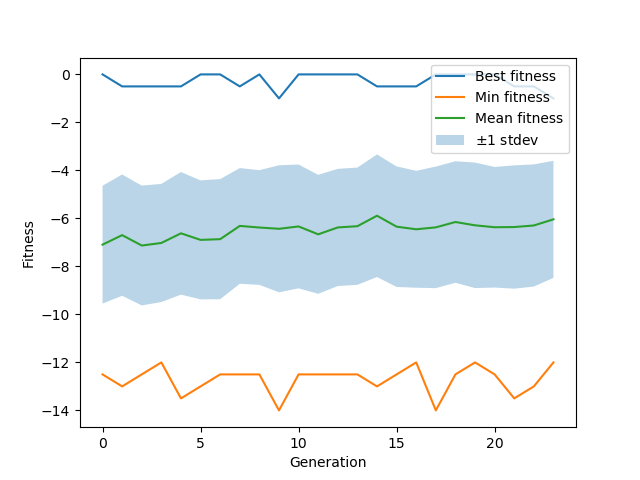 Best fitness
Min fitness
Mean fitness
±1 stdev
0
−2
−4
−6
−8
−10
−12
−14
Fitness
0 5 10 15 20
Generation